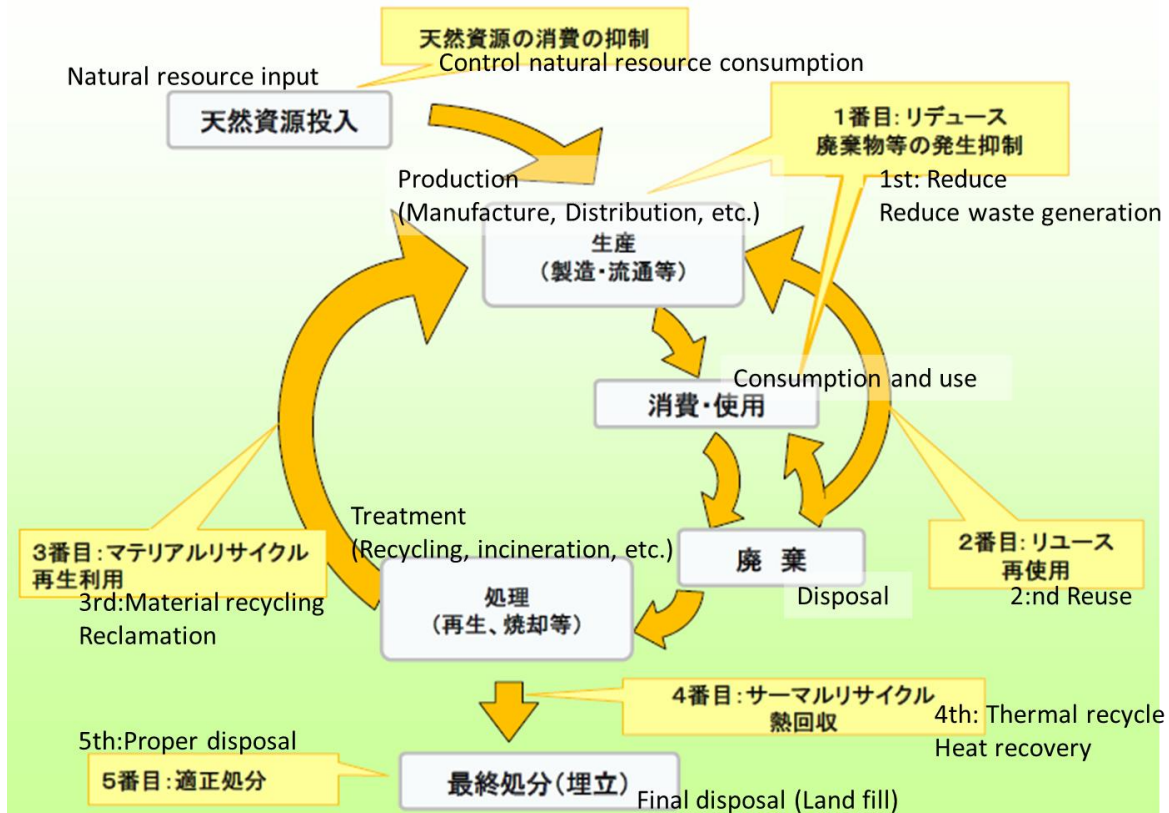 天然資源の消費の抑制
Control natural resource consumption
Natural resource input
天然資源投入
1番目：リデュース
廃棄物等の発生抑制
1st: Reduce
Reduce waste generation
Production
(Manufacture, Distribution, etc.)
生産
（製造・流通等）
Consumption and use
消費・使用
Treatment
(Recycling, incineration, etc.)
3番目：マテリアルリサイクル
再生利用
3rd:Material recycling
Reclamation
廃 棄
Disposal
2番目：リユース
再使用
2:nd Reuse
処理
（再生、焼却等）
4番目：サーマルリサイクル
熱回収
4th: Thermal recycle
Heat recovery
5th:Proper disposal
5番目：適正処分
最終処分（埋立）
Final disposal (Land fill)